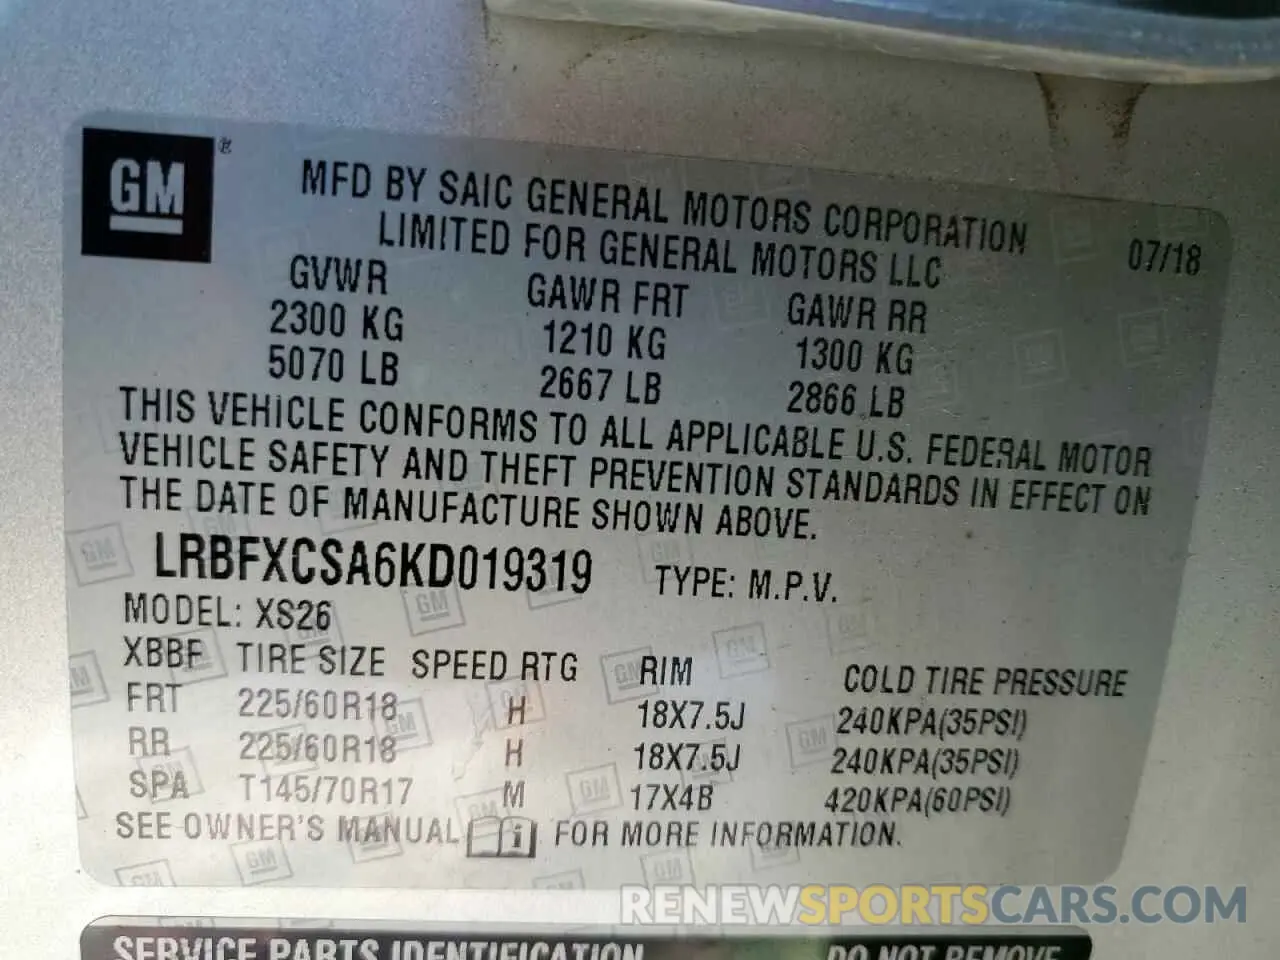 GM ®
MFD BY SAIC GENERAL MOTORS CORPORATION
LIMITED FOR GENERAL MOTORS LLC
07/18
GVWR GAWR FRT GAWR RR
2300 KG 1210 KG 1300 KG
5070 LB 2667 LB 2866 LB
THIS VEHICLE CONFORMS TO ALL APPLICABLE U.S. FEDERAL MOTOR
VEHICLE SAFETY AND THEFT PREVENTION STANDARDS IN EFFECT ON
THE DATE OF MANUFACTURE SHOWN ABOVE.
LRBFXCSA6KD019319 TYPE: M.P.V.
MODEL: XS26
XBBF TIRE SIZE SPEED RTG RIM COLD TIRE PRESSURE
FRT 225/60R18 H 18X7.5J 240KPA(35PSI)
RR 225/60R18 H 18X7.5J 240KPA(35PSI)
SPA T145/70R17 M 17X4B 420KPA(60PSI)
SEE OWNER'S MANUAL i FOR MORE INFORMATION.
RENEWSPORTSCARS.COM
SERVICE PARTS IDENTIFICATION DO NOT REMOVE